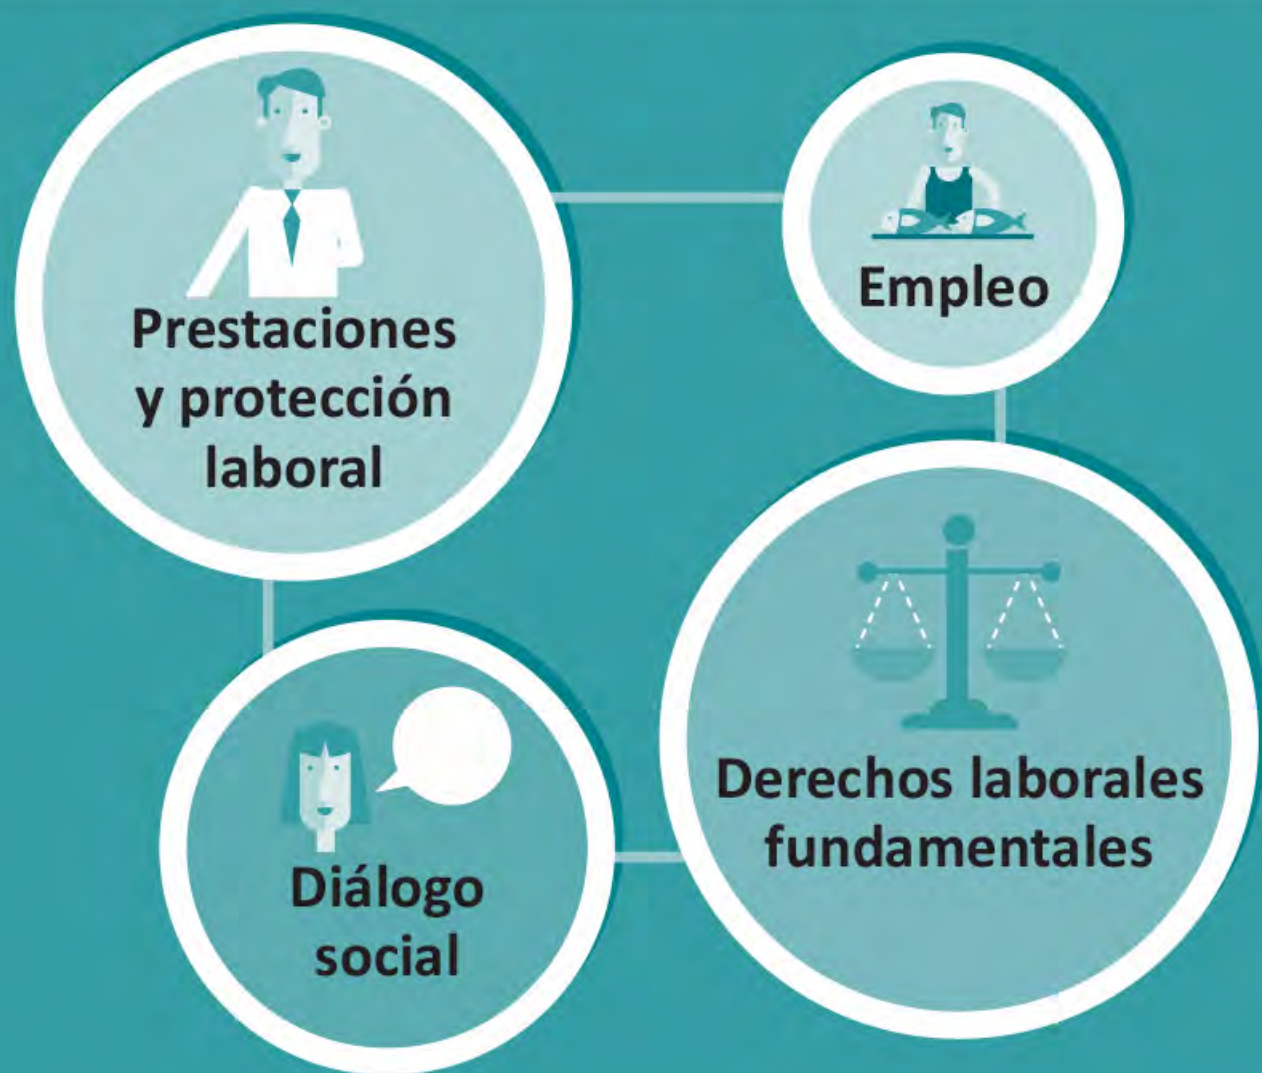 Prestaciones
y protección
laboral
Empleo
Derechos laborales
fundamentales
Diálogo
social